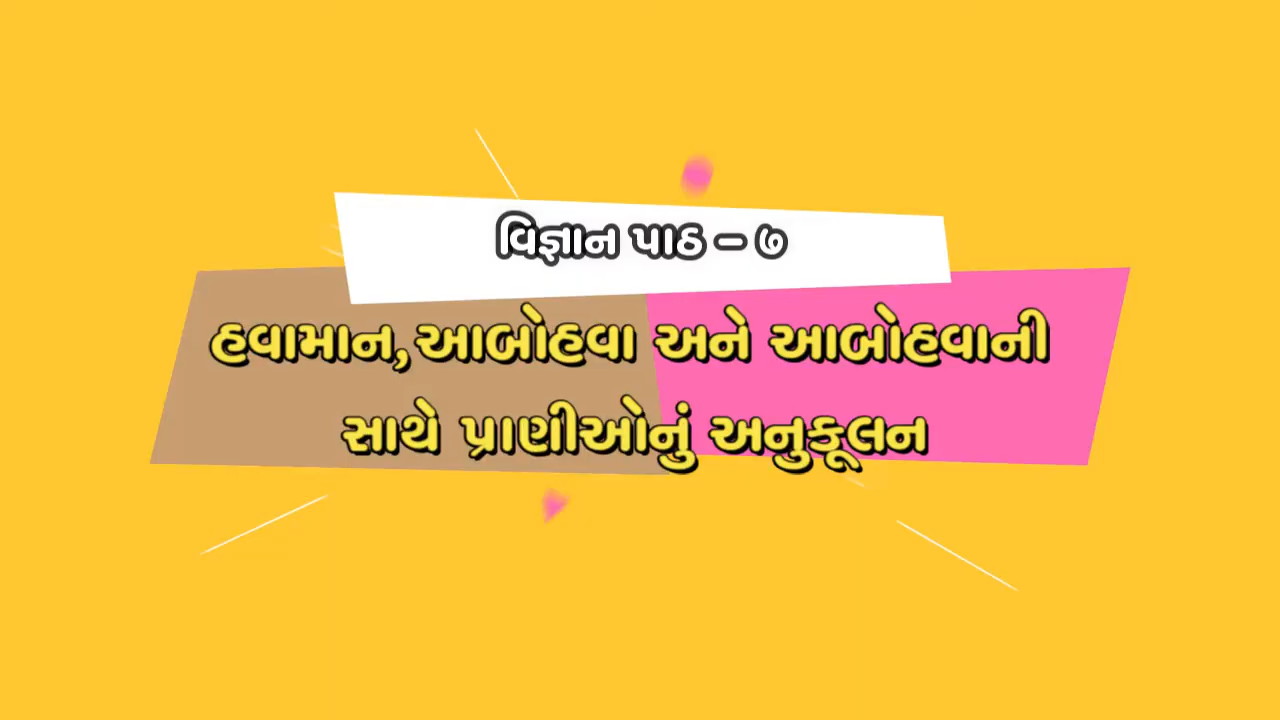 વિજ્ઞાન પાઠ – ૭
હવામાન,આબોહવા અને આબોહવાની
સાથે પ્રાણીઓનું અનુકૂલન